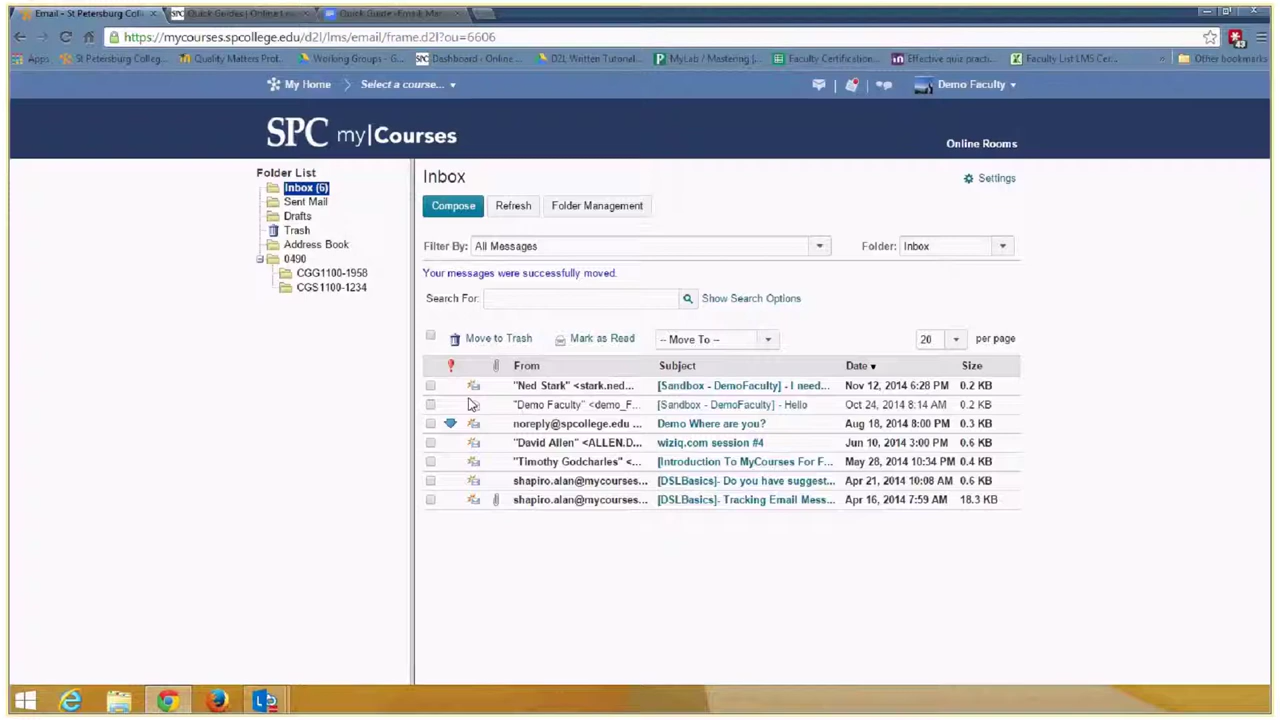 Email - St Petersburg Coll
SPC Quick Guides | Online Le
Quick Guide -Email: Mar
https://mycourses.spcollege.edu/d2l/lms/email/frame.d2l?ou=6606
43
Apps St Petersburg Colleg... Quality Matters Prof. Working Groups - G... SPC Dashboard - Online... D2L Written Tutorial... MyLab / Mastering |... Faculty Certification... Effective quiz practi... Faculty List LMS Cer... » Other bookmarks
My Home Select a course... Demo Faculty
SPC my|Courses
Online Rooms
Folder List
Inbox (6)
Sent Mail
Drafts
Trash
Address Book
0490
CGG1100-1958
CGS1100-1234
Inbox
Settings
Compose Refresh Folder Management
Filter By: All Messages Folder: Inbox
Your messages were successfully moved.
Search For: Show Search Options
Move to Trash Mark as Read -- Move To -- 20 per page
From Subject Date Size
"Ned Stark" <stark.ned... [Sandbox - DemoFaculty] - I need... Nov 12, 2014 6:28 PM 0.2 KB
"Demo Faculty" <demo_F... [Sandbox - DemoFaculty] - Hello Oct 24, 2014 8:14 AM 0.2 KB
noreply@spcollege.edu ... Demo Where are you? Aug 18, 2014 8:00 PM 0.3 KB
"David Allen" <ALLEN.D... wiziq.com session #4 Jun 10, 2014 3:00 PM 0.6 KB
"Timothy Godcharles" <... [Introduction To MyCourses For F... May 28, 2014 10:34 PM 0.4 KB
shapiro.alan@mycourses... [DSLBasics]- Do you have suggest... Apr 21, 2014 10:08 AM 0.6 KB
shapiro.alan@mycourses... [DSLBasics]- Tracking Email Mess... Apr 16, 2014 7:59 AM 18.3 KB